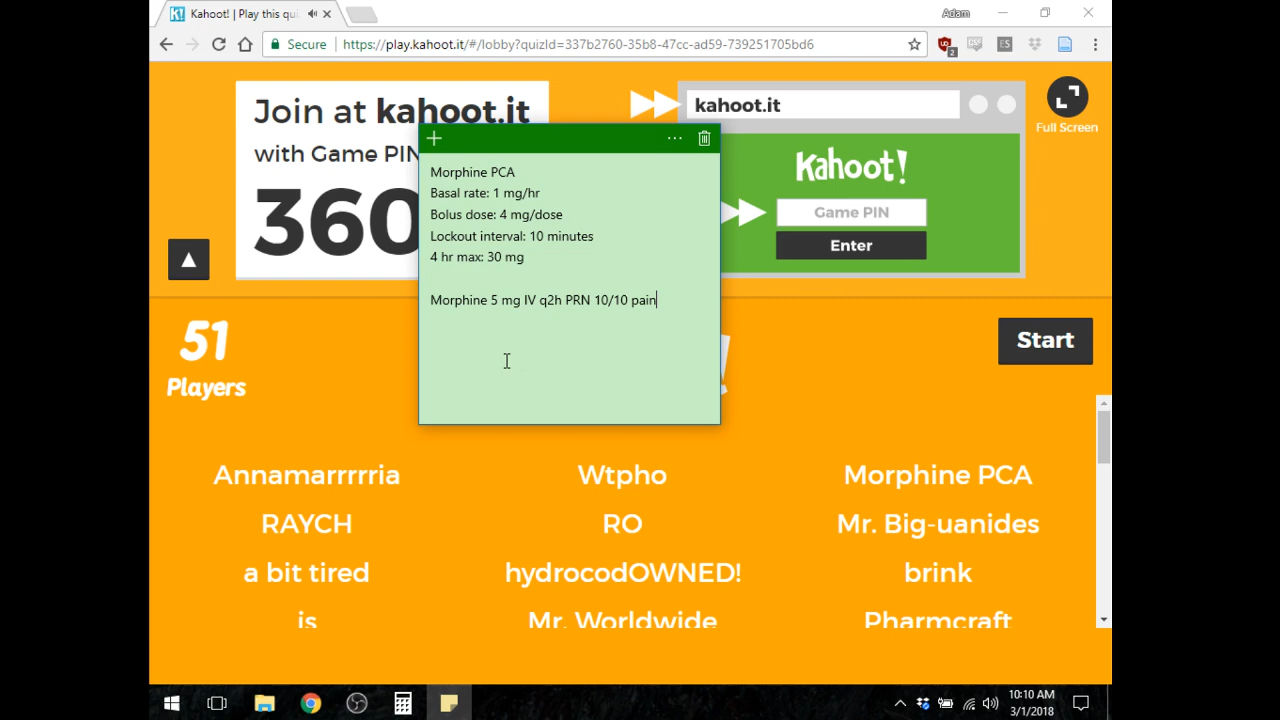 Kahoot! | Play this qui
Adam
Secure
https://play.kahoot.it/#/lobby?quizId=337b2760-35b8-47cc-ad59-739251705bd6
2
Join at kahoot.it
with Game PIN
360
kahoot.it
Kahoot!
Game PIN
Enter
Full Screen
Morphine PCA
Basal rate: 1 mg/hr
Bolus dose: 4 mg/dose
Lockout interval: 10 minutes
4 hr max: 30 mg
Morphine 5 mg IV q2h PRN 10/10 pain
51
Players
!
Start
Annamarrrrria
Wtpho
Morphine PCA
RAYCH
RO
Mr. Big-uanides
a bit tired
hydrocodOWNED!
brink
is
Mr. Worldwide
Pharmcraft
10:10 AM
3/1/2018